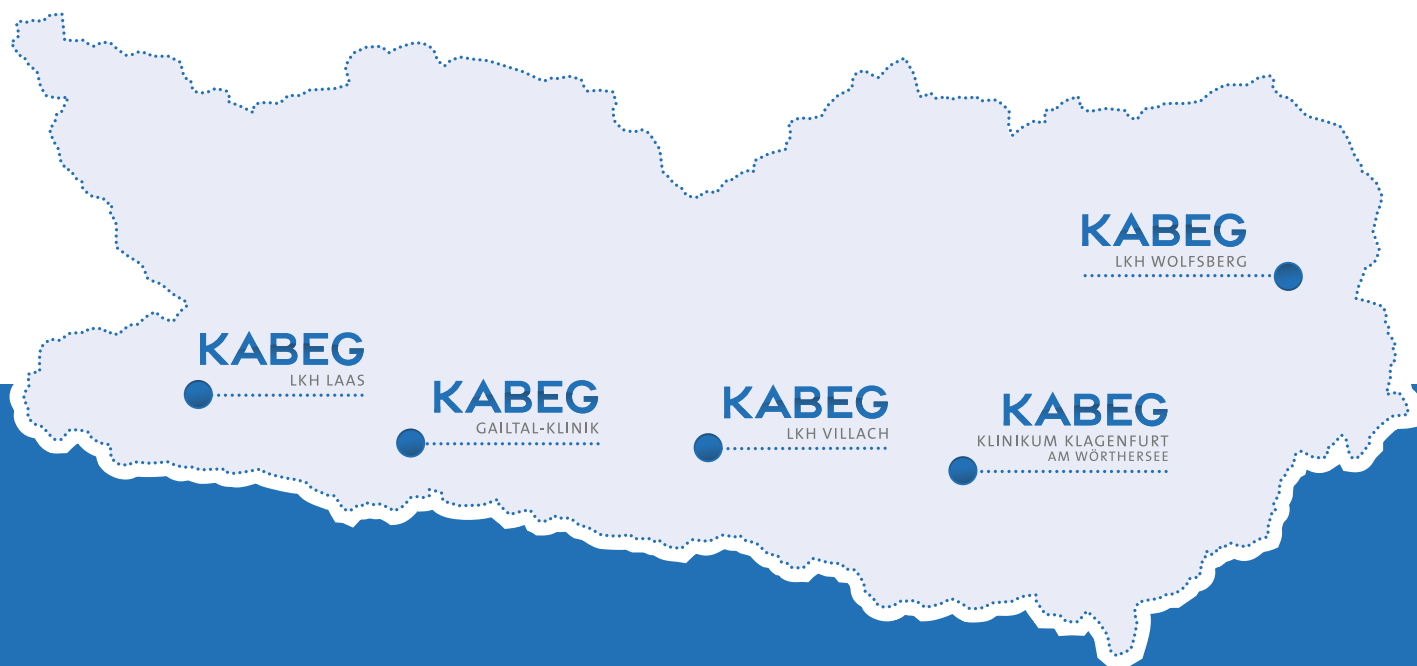 KABEG
LKH WOLFSBERG
KABEG
LKH LAAS
KABEG
GAILTAL-KLINIK
KABEG
LKH VILLACH
KABEG
KLINIKUM KLAGENFURT
AM WÖRTHERSEE